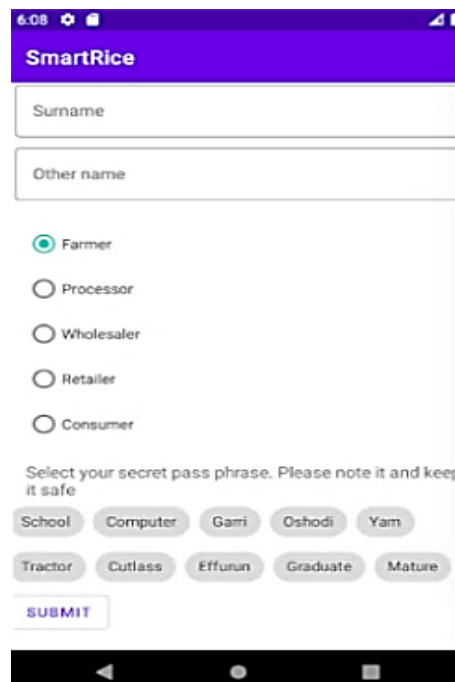 6:08
SmartRice
Surname
Other name
Farmer
Processor
Wholesaler
Retailer
Consumer
Select your secret pass phrase. Please note it and keep
it safe
School Computer Garri Oshodi Yam
Tractor Cutlass Effurun Graduate Mature
SUBMIT